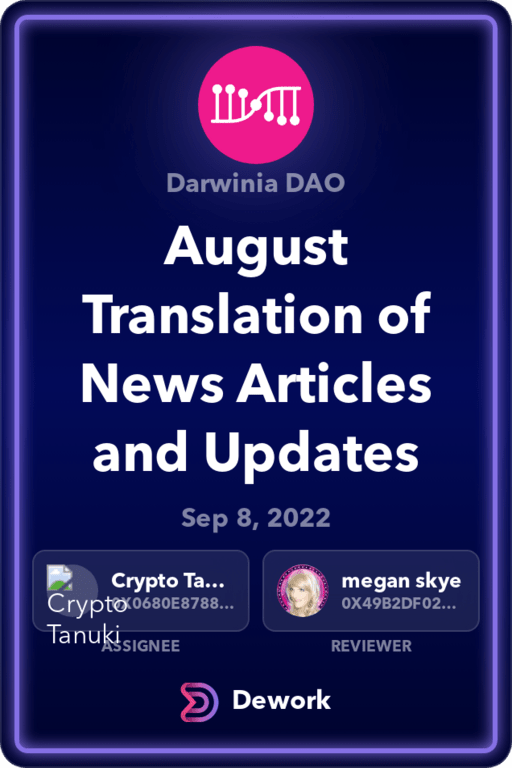 Darwinia DAO
August
Translation of
News Articles
and Updates
Sep 8, 2022
Crypto Ta...
0X0680E8788...
Crypto
Tanuki
ASSIGNEE
megan skye
0X49B2DF02...
REVIEWER
Dework